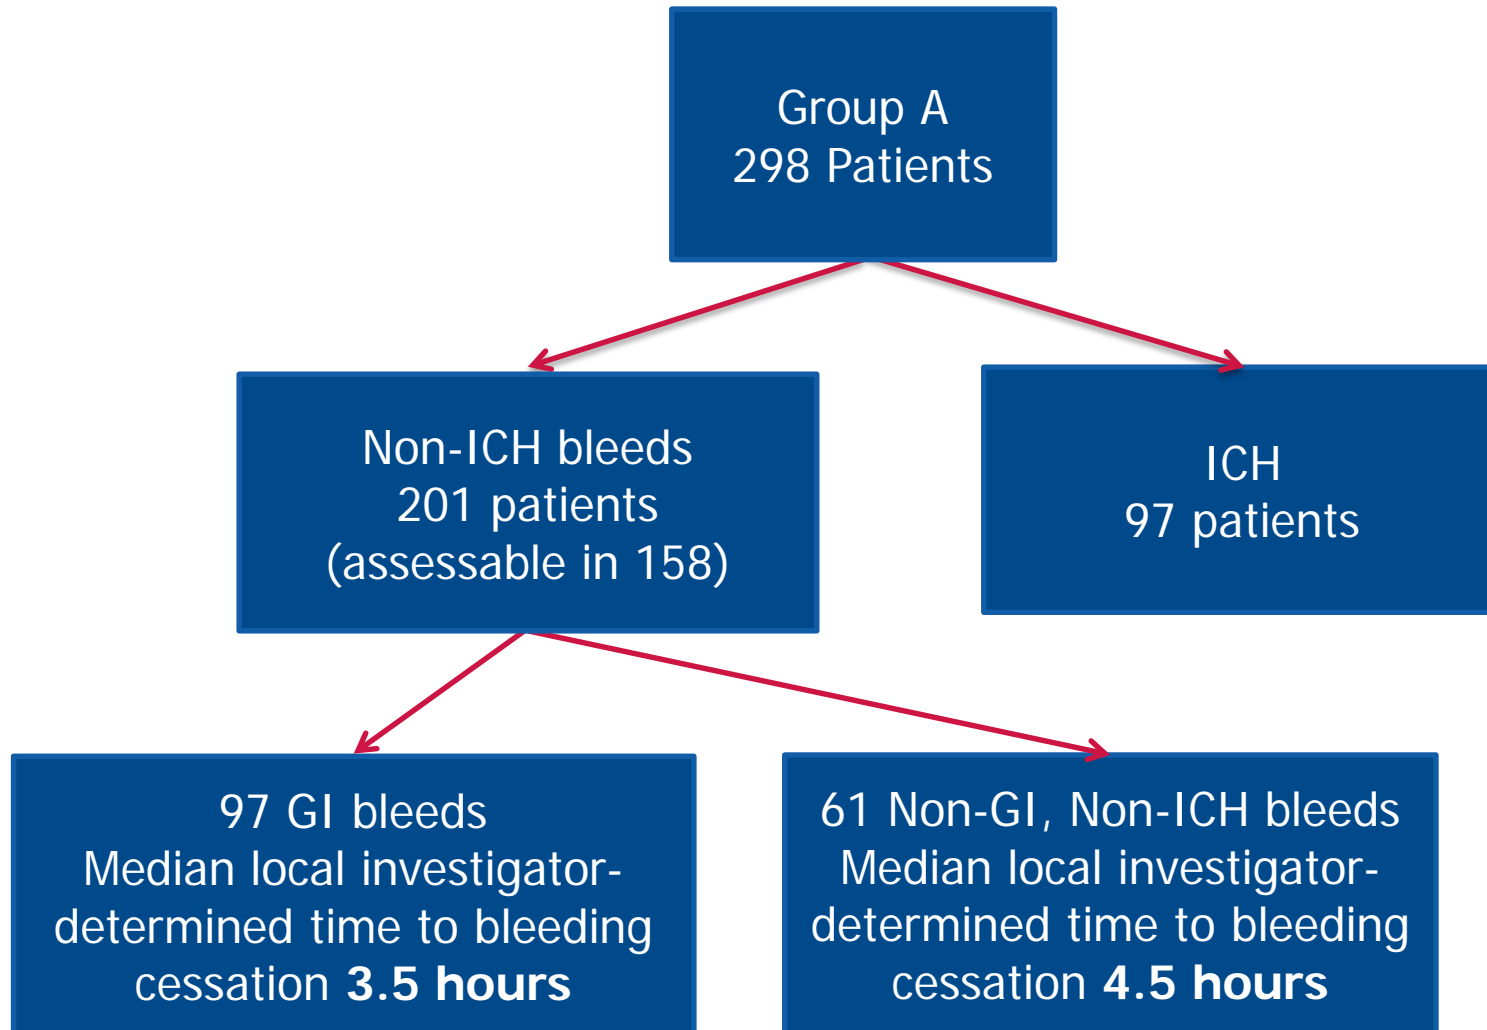 Group A
298 Patients
Non-ICH bleeds
201 patients
(assessable in 158)
ICH
97 patients
97 GI bleeds
Median local investigator-
determined time to bleeding
cessation 3.5 hours
61 Non-GI, Non-ICH bleeds
Median local investigator-
determined time to bleeding
cessation 4.5 hours